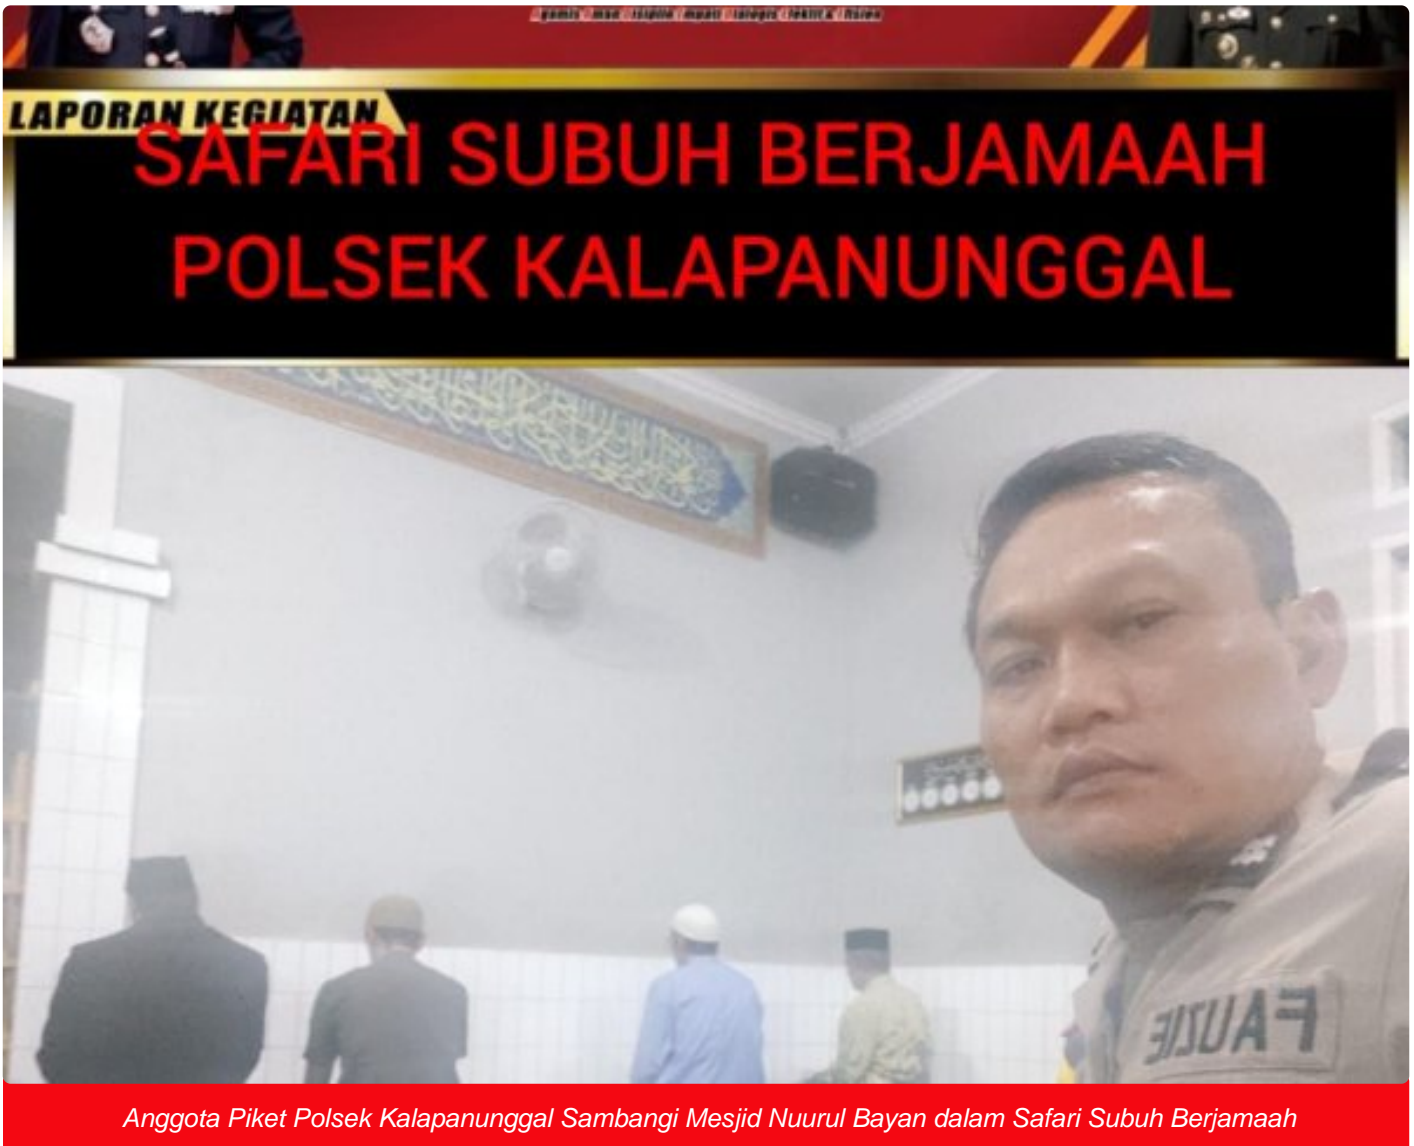 LAPORAN KEGIATAN
SAFARI SUBUH BERJAMAAH
POLSEK KALAPANUNGGAL
FAUZIE
Anggota Piket Polsek Kalapanunggal Sambangi Mesjid Nuurul Bayan dalam Safari Subuh Berjamaah